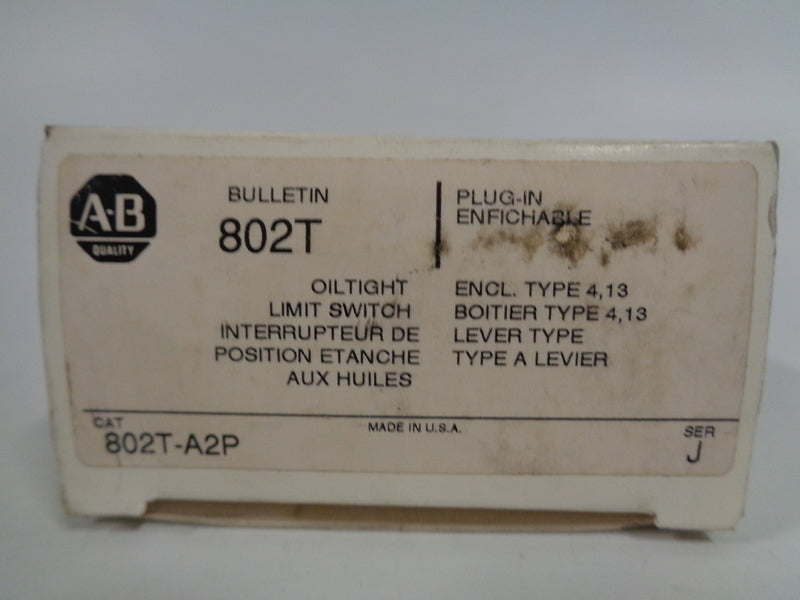 A-B
QUALITY
BULLETIN
802T
PLUG-IN
ENFICHABLE
OILTIGHT
LIMIT SWITCH
INTERRUPTEUR DE
POSITION ETANCHE
AUX HUILES
ENCL. TYPE 4,13
BOITIER TYPE 4,13
LEVER TYPE
TYPE A LEVIER
CAT
802T-A2P
MADE IN U.S.A.
SER
J